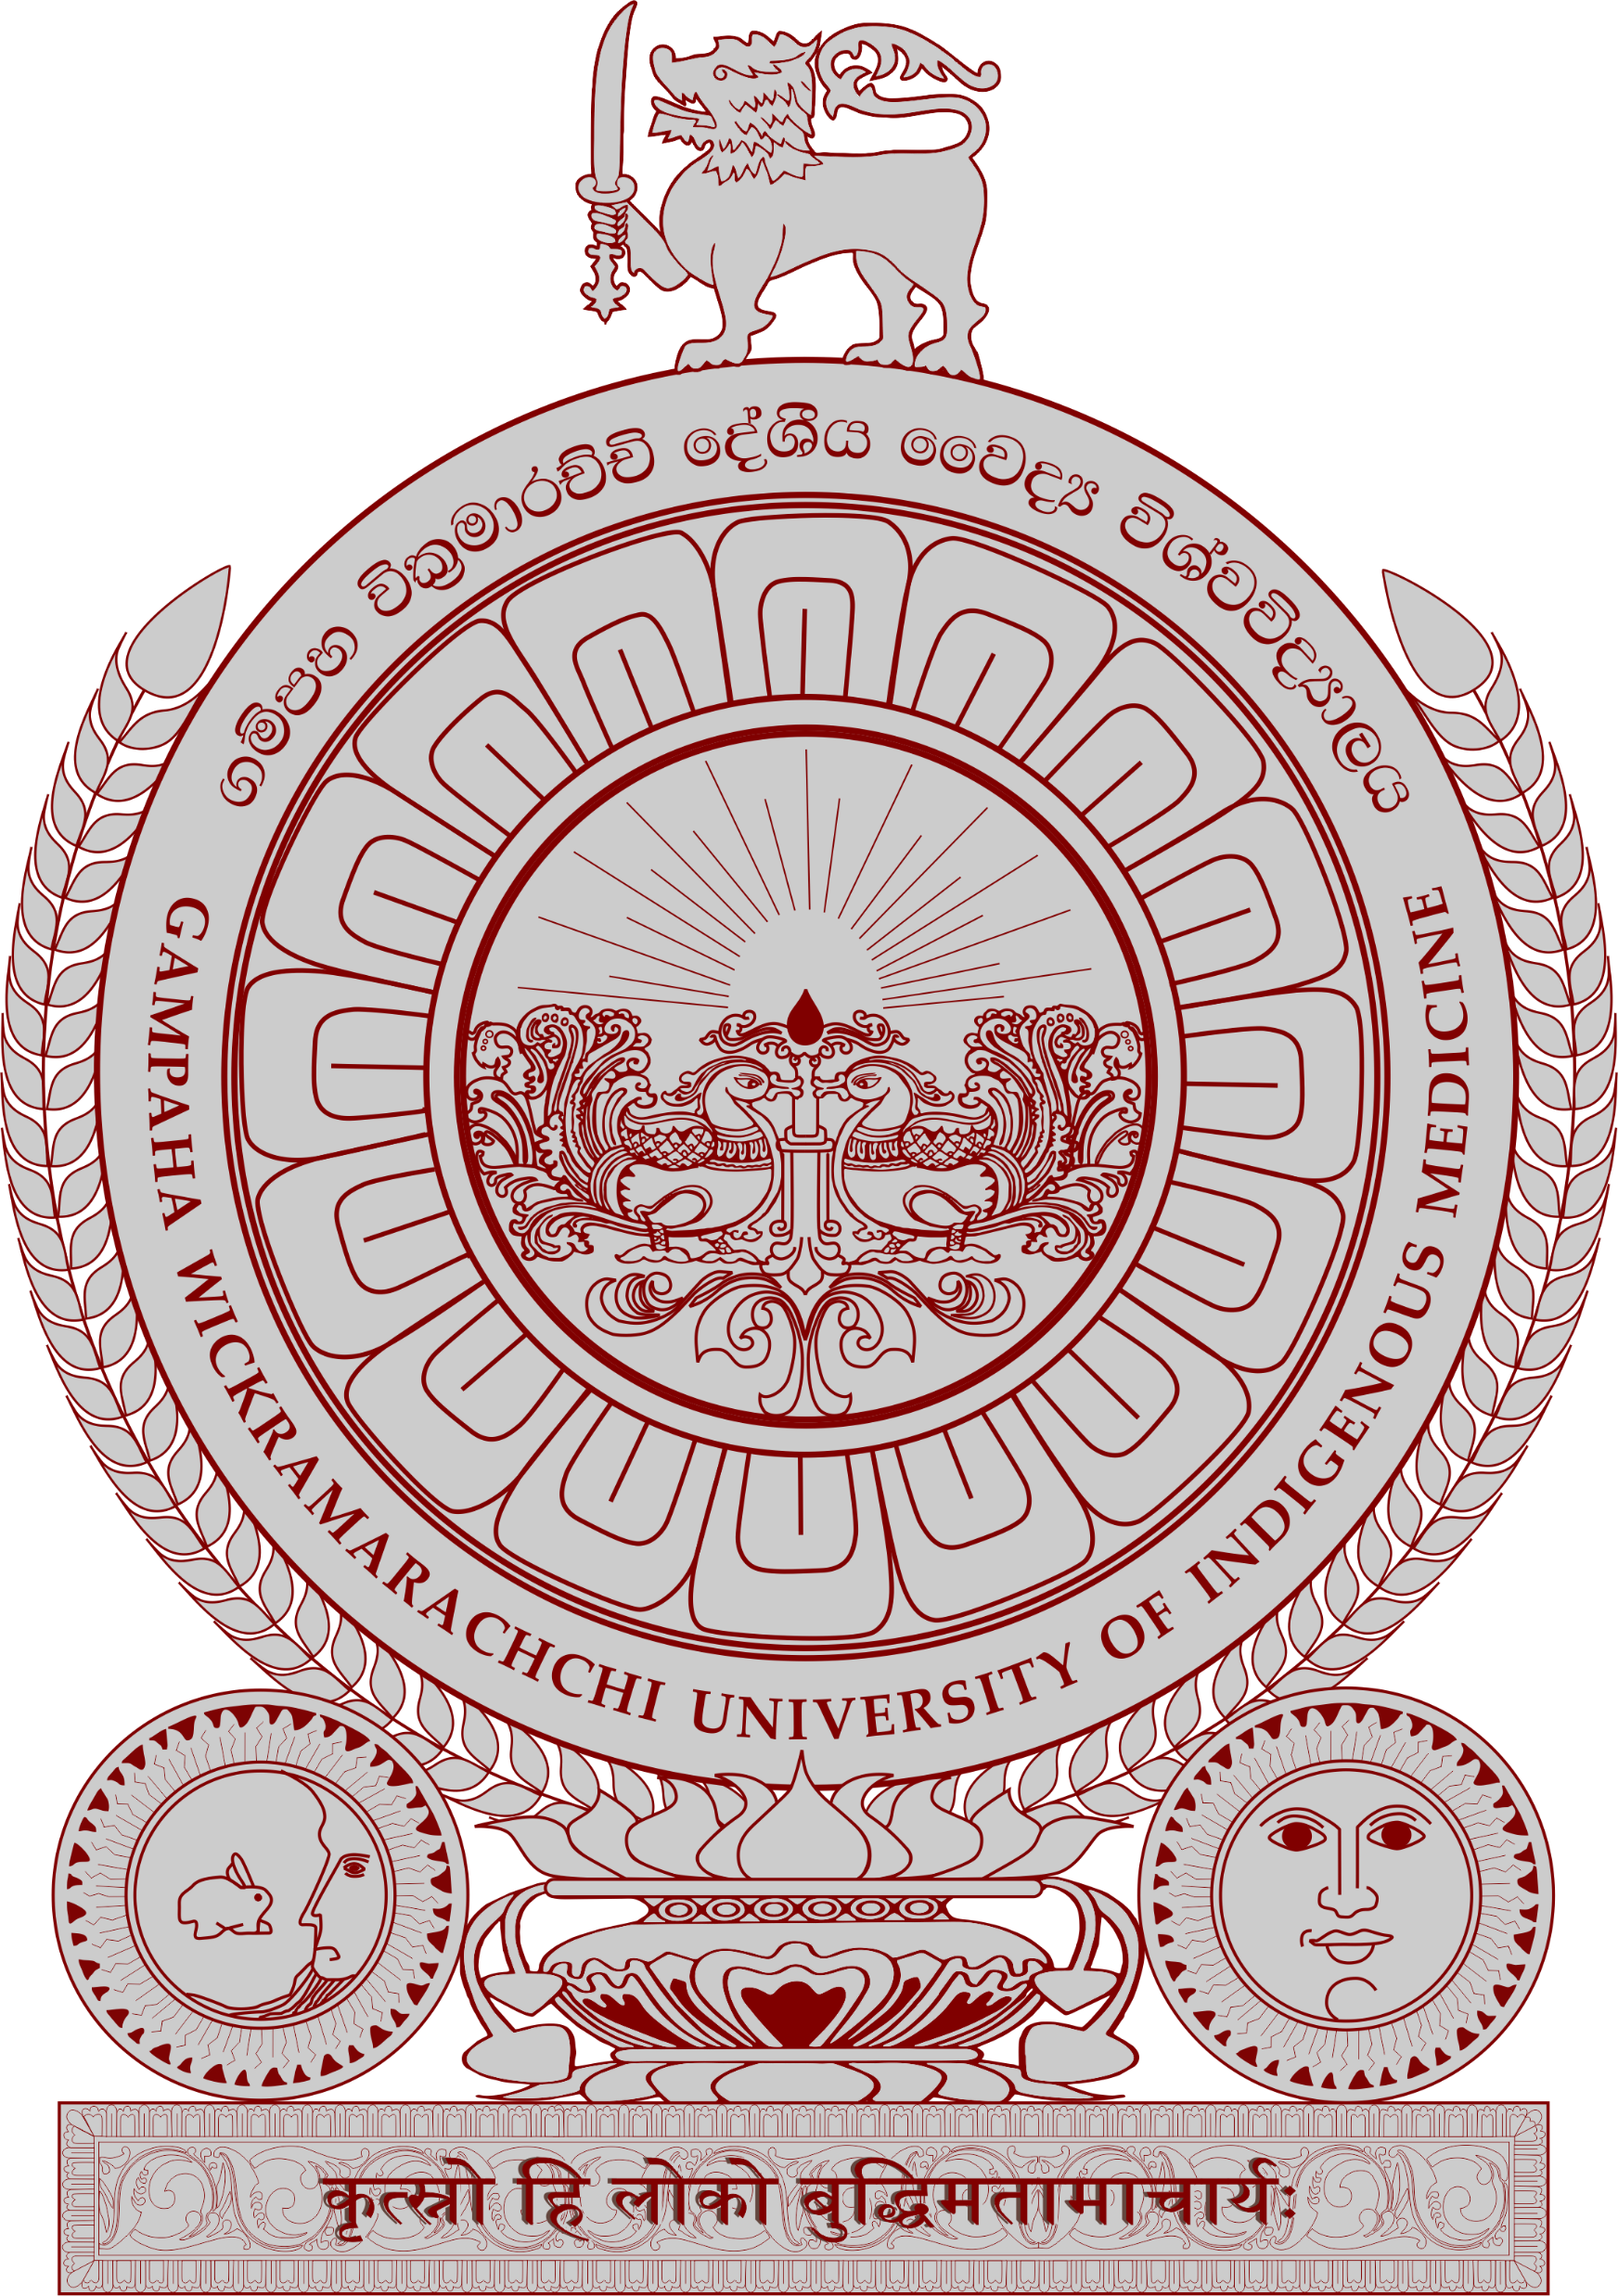 ගම්පහ වික්‍රමාරච්චි දේශීය වෛද්‍ය විශ්වවිද්‍යාලය
GAMPAHA WICKRAMARACHCHI UNIVERSITY OF INDIGENOUS MEDICINE
कृत्स्नो हि लोको बुद्धिमतामाचार्यः